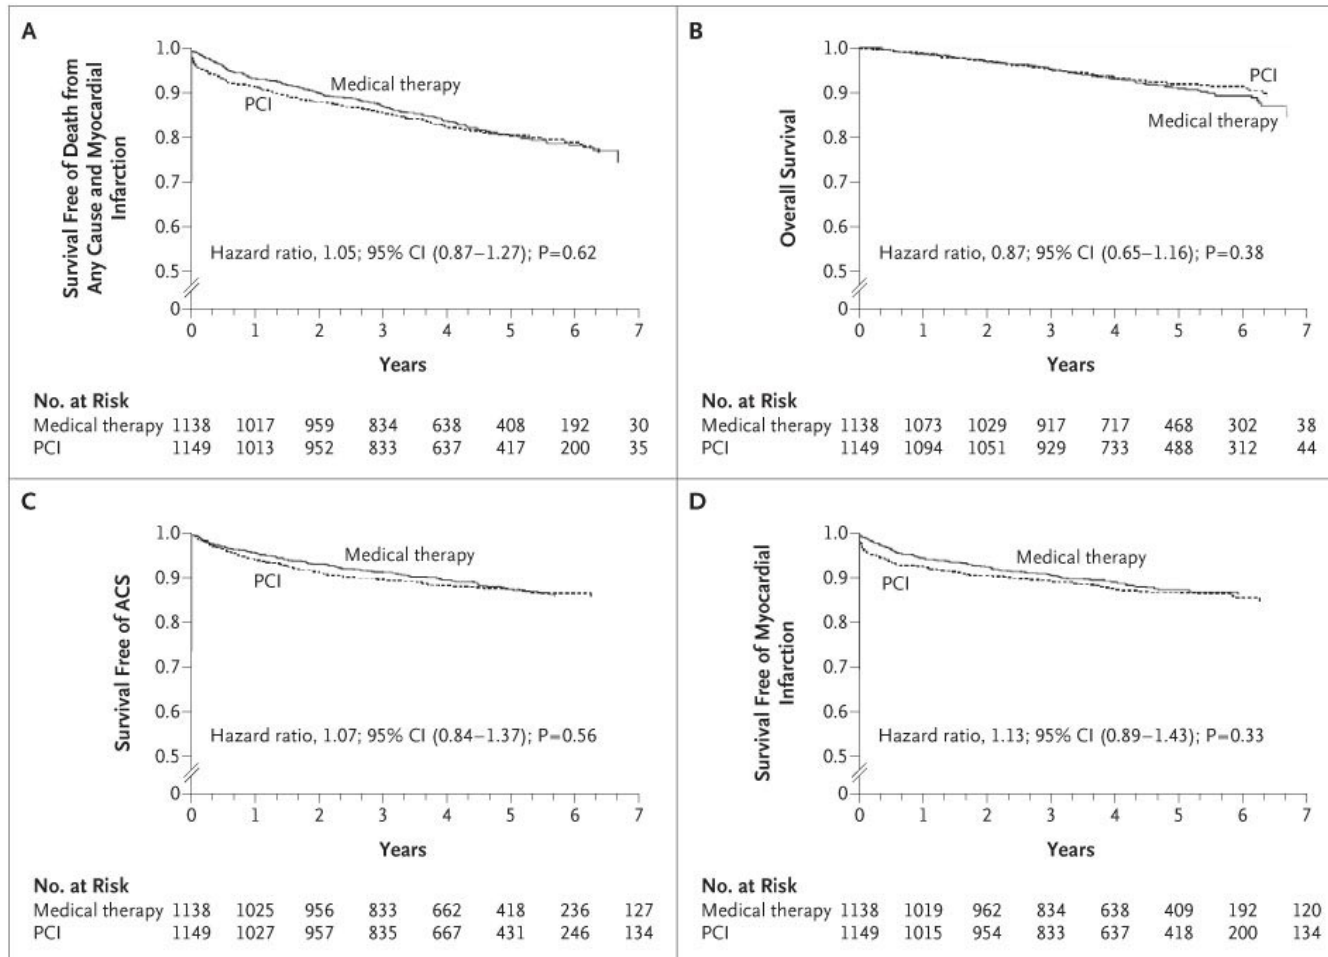 A
Survival Free of Death from
Any Cause and Myocardial
Infarction
1.0
0.9
0.8
0.7
0.6
0.5
0
Medical therapy
PCI
Hazard ratio, 1.05; 95% CI (0.87–1.27); P=0.62
0 1 2 3 4 5 6 7
Years
No. at Risk
Medical therapy 1138 1017 959 834 638 408 192 30
PCI 1149 1013 952 833 637 417 200 35
B
Overall Survival
1.0
0.9
0.8
0.7
0.6
0.5
0
PCI
Medical therapy
Hazard ratio, 0.87; 95% CI (0.65–1.16); P=0.38
0 1 2 3 4 5 6 7
Years
No. at Risk
Medical therapy 1138 1073 1029 917 717 468 302 38
PCI 1149 1094 1051 929 733 488 312 44
C
Survival Free of ACS
1.0
0.9
0.8
0.7
0.6
0.5
0
Medical therapy
PCI
Hazard ratio, 1.07; 95% CI (0.84–1.37); P=0.56
0 1 2 3 4 5 6 7
Years
No. at Risk
Medical therapy 1138 1025 956 833 662 418 236 127
PCI 1149 1027 957 835 667 431 246 134
D
Survival Free of Myocardial
Infarction
1.0
0.9
0.8
0.7
0.6
0.5
0
Medical therapy
PCI
Hazard ratio, 1.13; 95% CI (0.89–1.43); P=0.33
0 1 2 3 4 5 6 7
Years
No. at Risk
Medical therapy 1138 1019 962 834 638 409 192 120
PCI 1149 1015 954 833 637 418 200 134